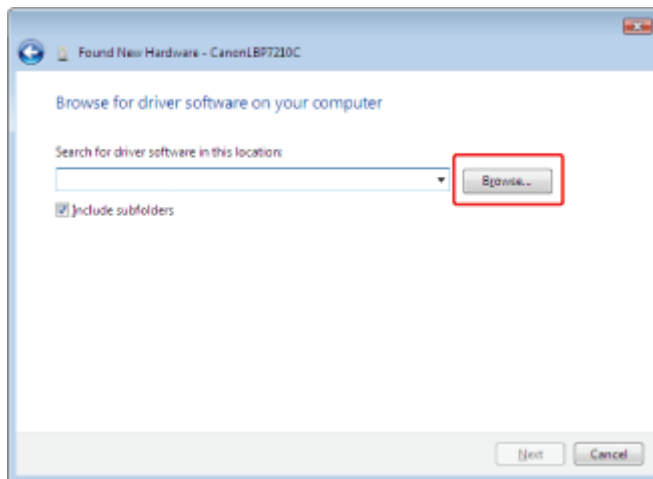 Found New Hardware - CanonLBP7210C
Browse for driver software on your computer
Search for driver software in this location:
Browse...
Include subfolders
Next
Cancel